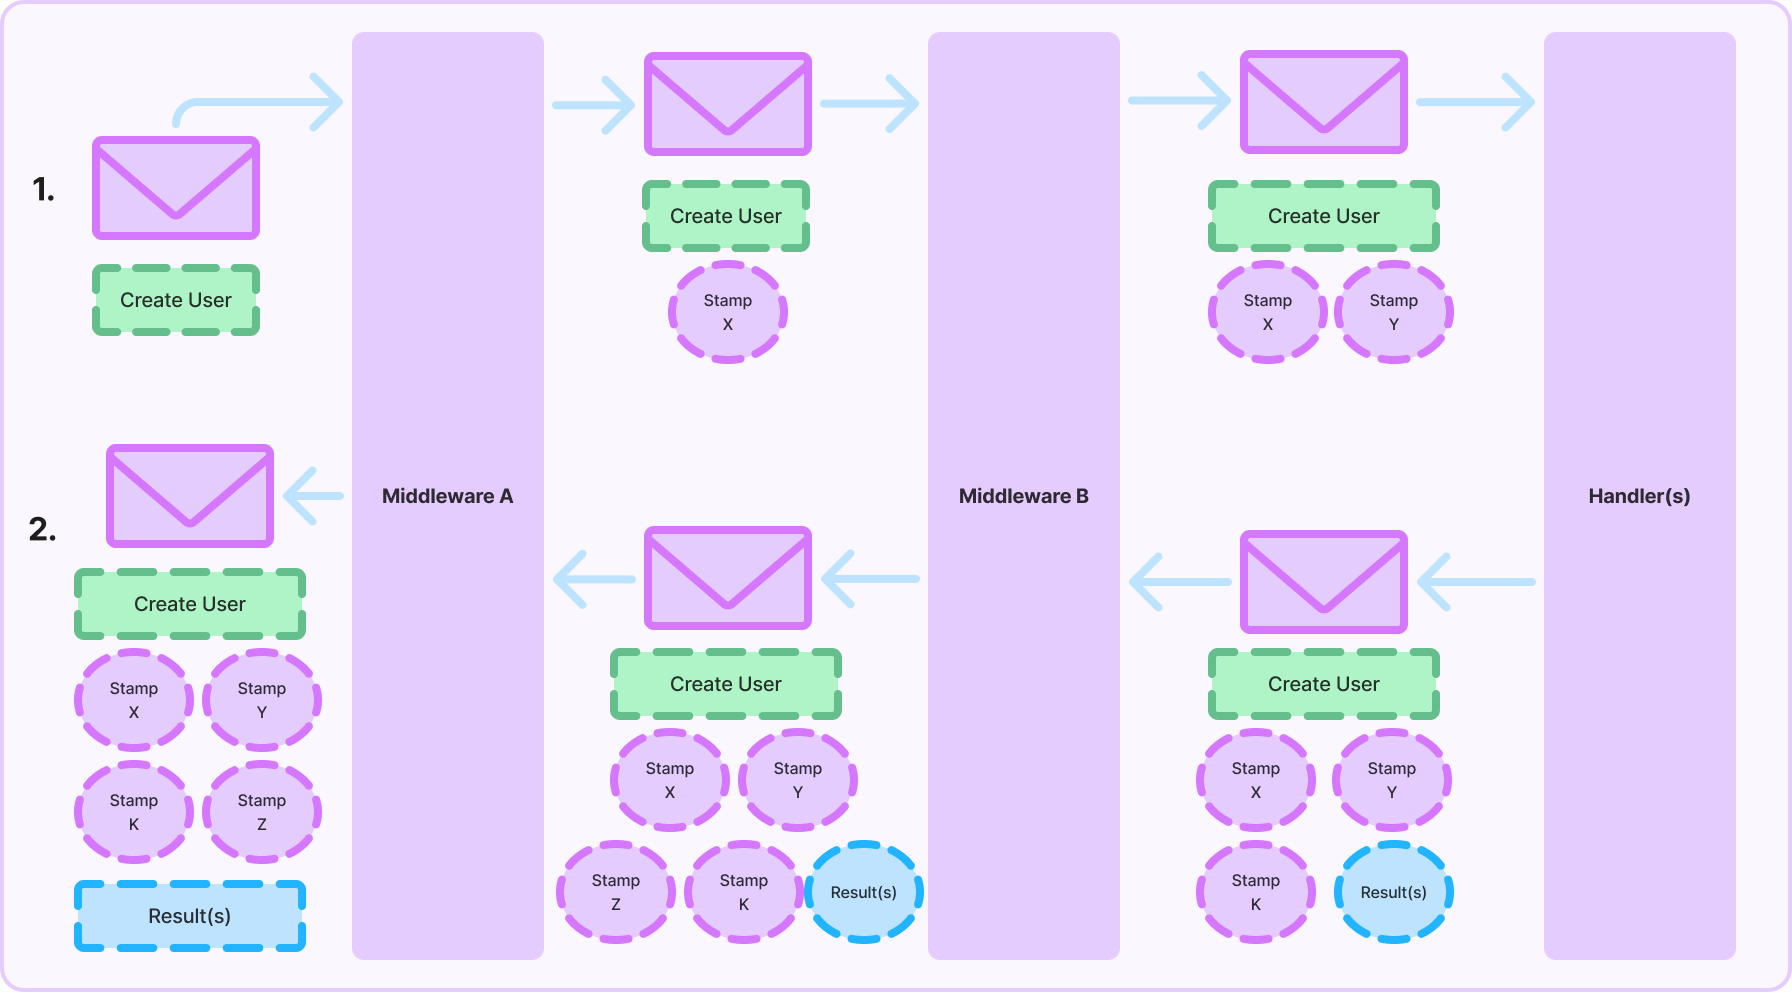 1.
Create User
Create User
Stamp
X
Create User
Stamp
X
Stamp
Y
Middleware A
Middleware B
Handler(s)
2.
Create User
Stamp
X
Stamp
Y
Stamp
K
Stamp
Z
Result(s)
Create User
Stamp
X
Stamp
Y
Stamp
Z
Stamp
K
Result(s)
Create User
Stamp
X
Stamp
Y
Stamp
K
Result(s)